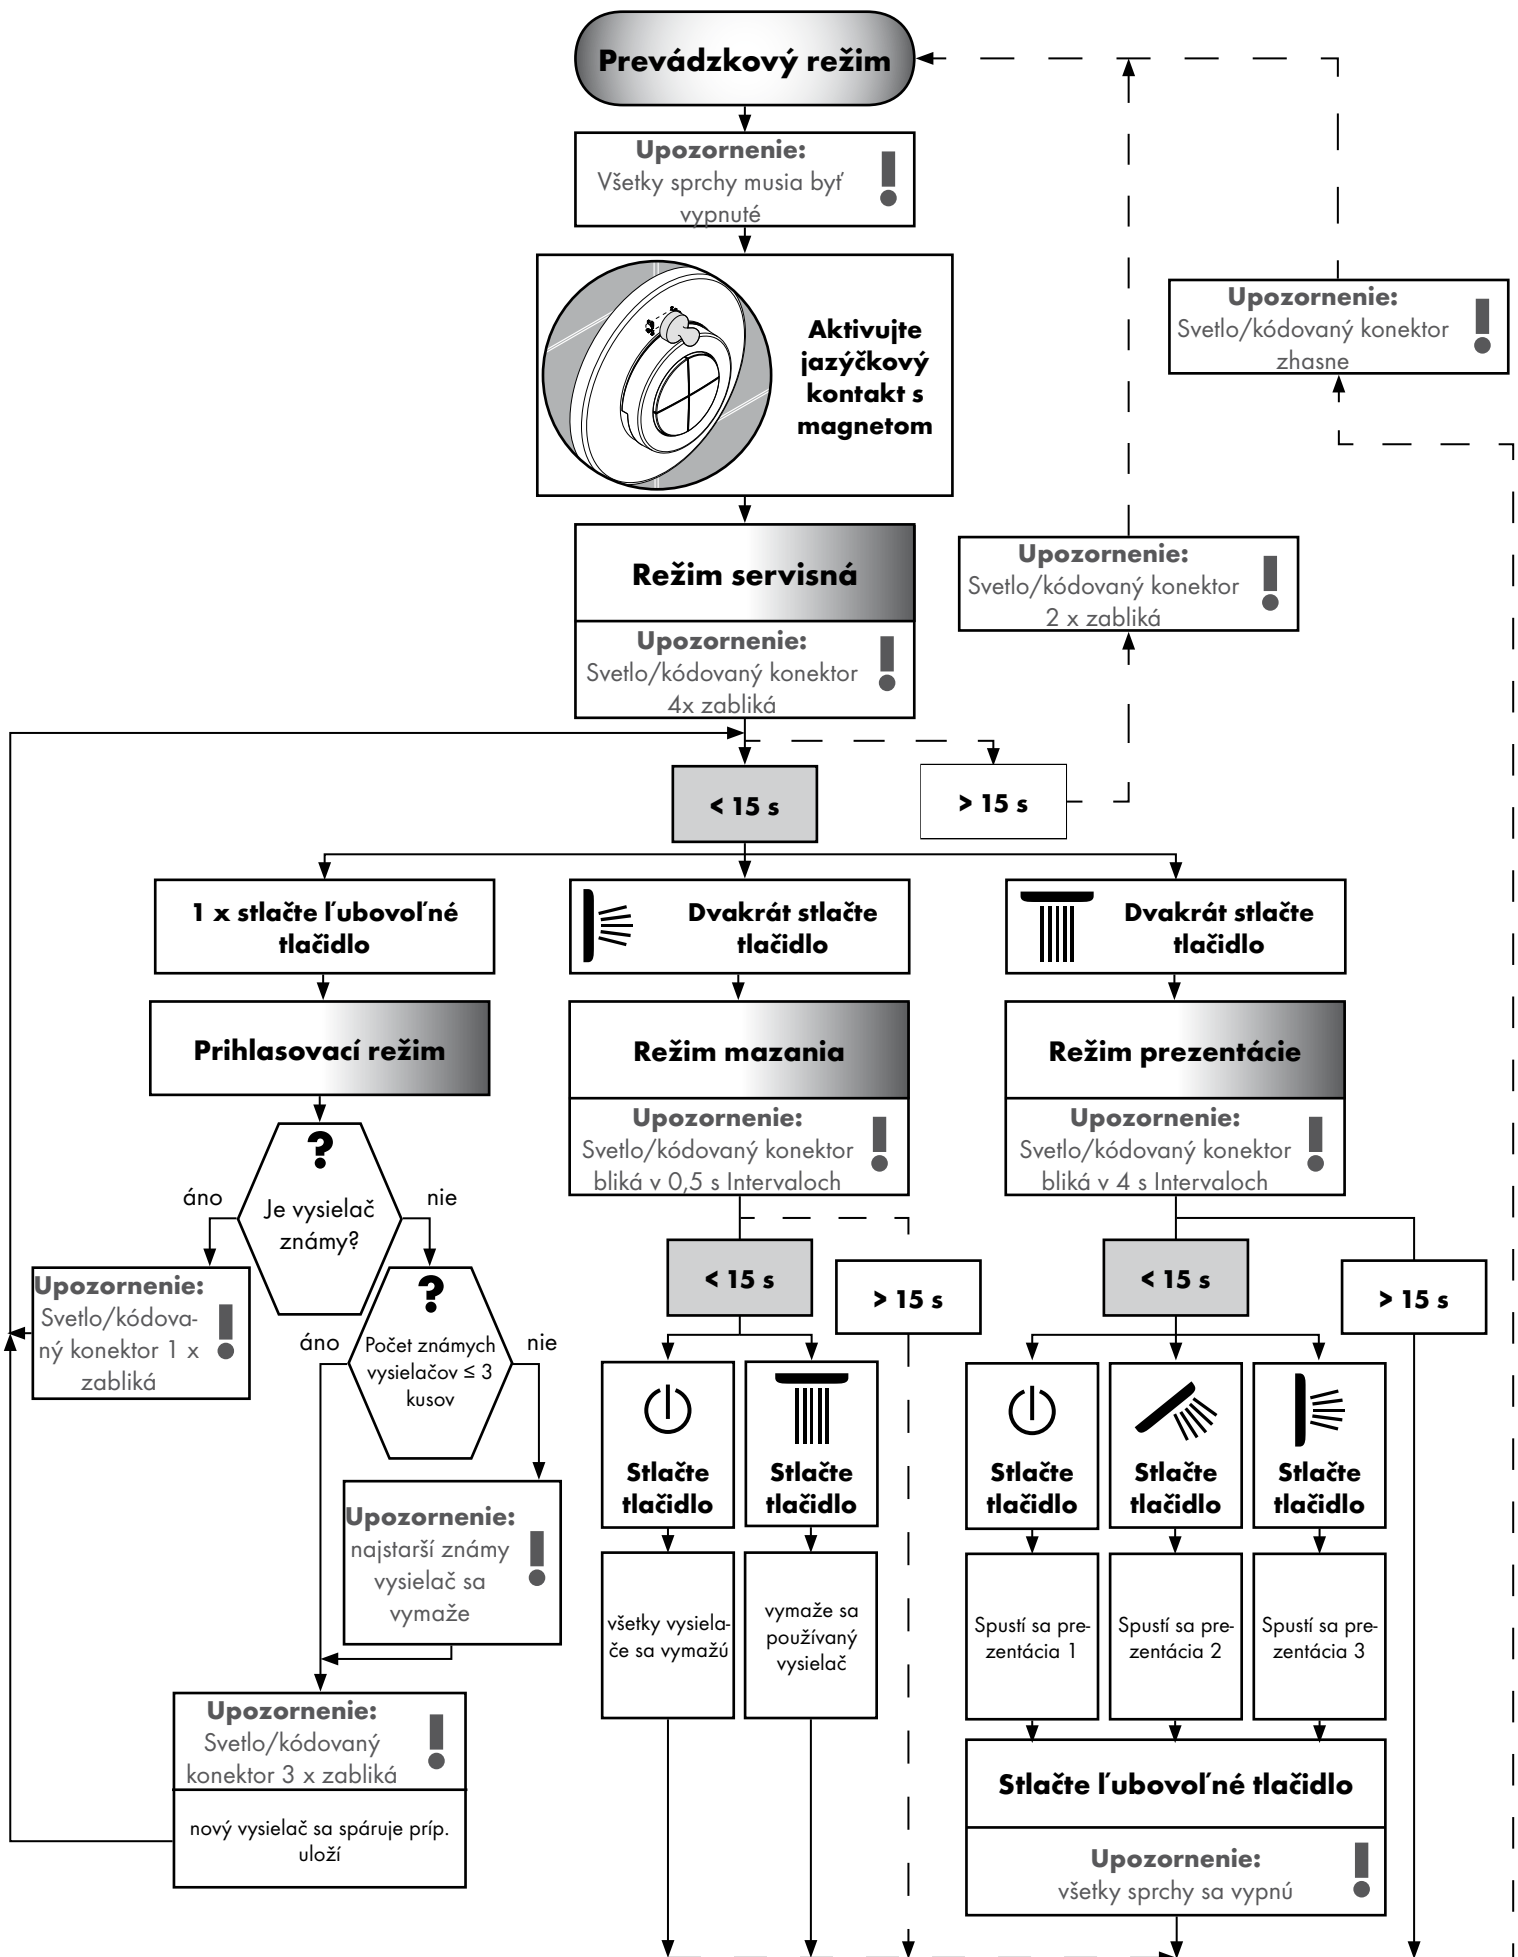 Prevádzkový režim
Upozornenie:
Všetky sprchy musia byť
vypnuté
Aktivujte
jazýčkový
kontakt s
magnetom
Upozornenie:
Svetlo/kódovaný konektor
zhasne
Režim servisná
Upozornenie:
Svetlo/kódovaný konektor
4x zabliká
Upozornenie:
Svetlo/kódovaný konektor
2 x zabliká
< 15 s
> 15 s
1 x stlačte ľubovoľné
tlačidlo
Dvakrát stlačte
tlačidlo
Dvakrát stlačte
tlačidlo
Prihlasovací režim
Režim mazania
Upozornenie:
Svetlo/kódovaný konektor
bliká v 0,5 s Intervaloch
Režim prezentácie
Upozornenie:
Svetlo/kódovaný konektor
bliká v 4 s Intervaloch
?
Je vysielač
známy?
áno
nie
Upozornenie:
Svetlo/kódova-
ný konektor 1 x
zabliká
?
Počet známych
vysielačov ≤ 3
kusov
áno
nie
Upozornenie:
najstarší známy
vysielač sa
vymaže
Upozornenie:
Svetlo/kódovaný
konektor 3 x zabliká
nový vysielač sa spáruje príp.
uloží
< 15 s
> 15 s
Stlačte
tlačidlo
Stlačte
tlačidlo
všetky vysiela-
če sa vymažú
vymaže sa
používaný
vysielač
< 15 s
> 15 s
Stlačte
tlačidlo
Stlačte
tlačidlo
Stlačte
tlačidlo
Spustí sa pre-
zentácia 1
Spustí sa pre-
zentácia 2
Spustí sa pre-
zentácia 3
Stlačte ľubovoľné tlačidlo
Upozornenie:
všetky sprchy sa vypnú